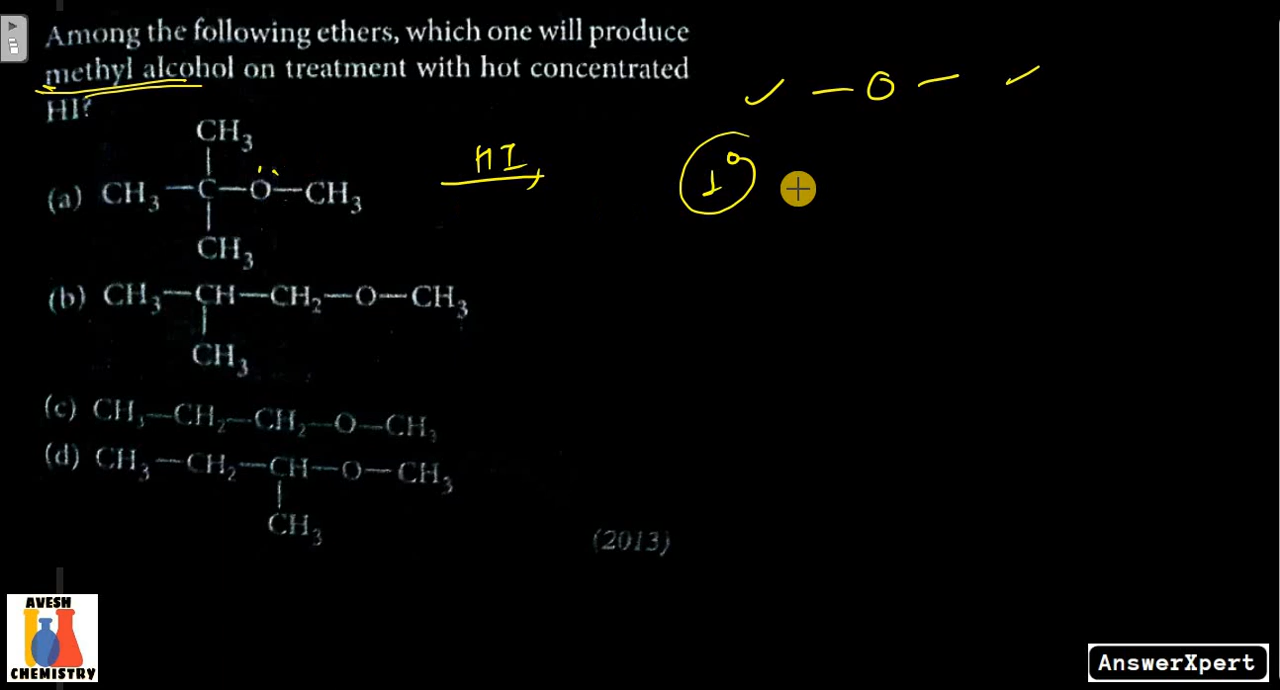 Among the following ethers, which one will produce
methyl alcohol on treatment with hot concentrated
HI?
— O —
HI
1°
CH₃
(a) CH₃—C—Ö—CH₃
CH₃
(b) CH₃—CH—CH₂—O—CH₃
CH₃
(c) CH₃—CH₂—CH₂—O—CH₃
(d) CH₃—CH₂—CH—O—CH₃
CH₃
(2013)
AVESH
CHEMISTRY
AnswerXpert